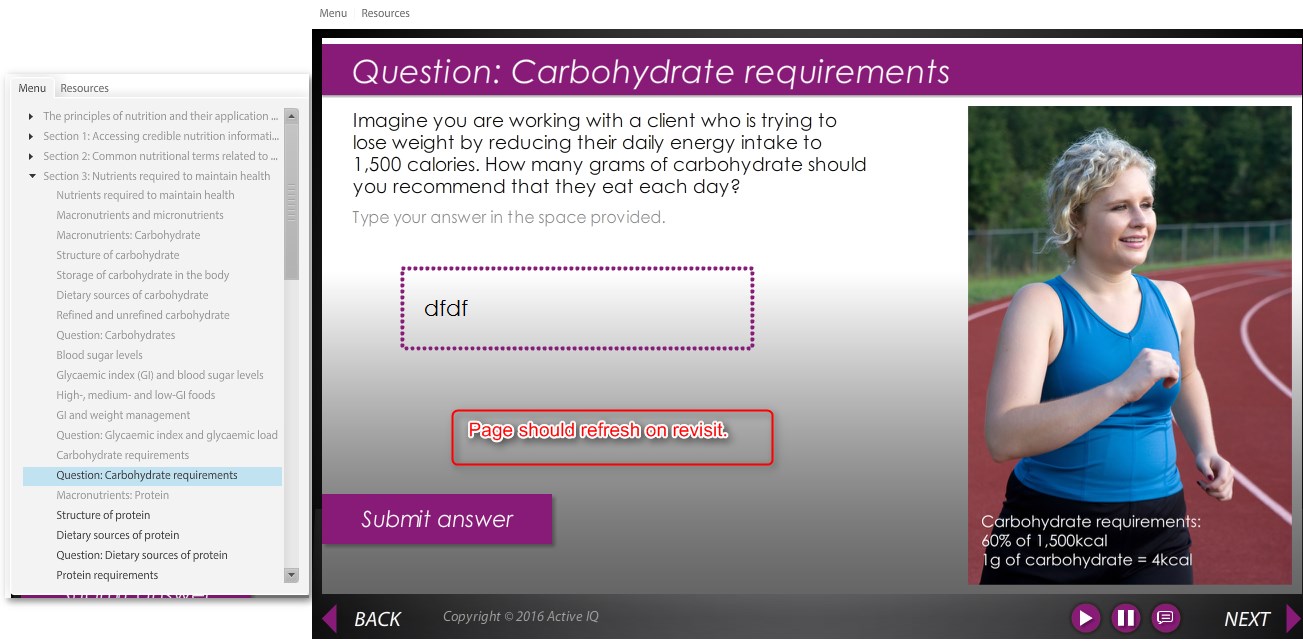 Menu Resources
Question: Carbohydrate requirements
Menu Resources
The principles of nutrition and their application ...
Section 1: Accessing credible nutrition informati...
Section 2: Common nutritional terms related to ...
Section 3: Nutrients required to maintain health
Nutrients required to maintain health
Macronutrients and micronutrients
Macronutrients: Carbohydrate
Structure of carbohydrate
Storage of carbohydrate in the body
Dietary sources of carbohydrate
Refined and unrefined carbohydrate
Question: Carbohydrates
Blood sugar levels
Glycaemic index (GI) and blood sugar levels
High-, medium- and low-GI foods
GI and weight management
Question: Glycaemic index and glycaemic load
Carbohydrate requirements
Question: Carbohydrate requirements
Macronutrients: Protein
Structure of protein
Dietary sources of protein
Question: Dietary sources of protein
Protein requirements
Imagine you are working with a client who is trying to
lose weight by reducing their daily energy intake to
1,500 calories. How many grams of carbohydrate should
you recommend that they eat each day?
Type your answer in the space provided.
dfdf
Page should refresh on revisit.
Submit answer
Carbohydrate requirements:
60% of 1,500kcal
1g of carbohydrate = 4kcal
BACK
Copyright © 2016 Active IQ
NEXT